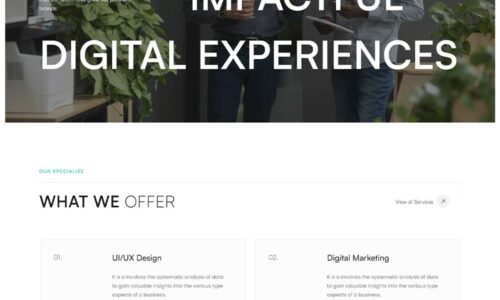 brands.
IMPACTFUL
DIGITAL EXPERIENCES
OUR SPECIALIZE
WHAT WE OFFER
View all Services
01.
UI/UX Design
It is a involves the systematic analysis of data
to gain valuable insights into the various type
aspects of a business.
02.
Digital Marketing
It is a involves the systematic analysis of data
to gain valuable insights into the various type
aspects of a business.